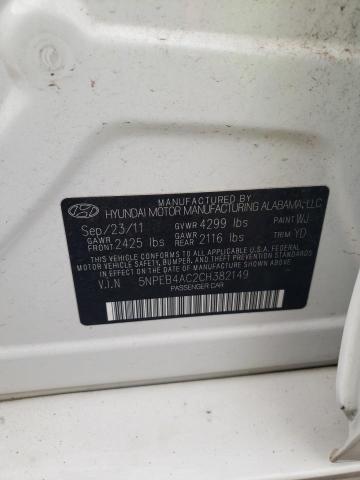 MANUFACTURED BY
HYUNDAI MOTOR MANUFACTURING ALABAMA, LLC
Sep/23/11 GVWR 4299 lbs PAINT WJ
GAWR FRONT 2425 lbs GAWR REAR 2116 lbs TRIM YD
THIS VEHICLE CONFORMS TO ALL APPLICABLE U.S.A. FEDERAL
MOTOR VEHICLE SAFETY, BUMPER, AND THEFT PREVENTION STANDARDS
IN EFFECT ON THE DATE OF MANUFACTURE SHOWN ABOVE.
V.I.N 5NPEB4AC2CH382149
PASSENGER CAR